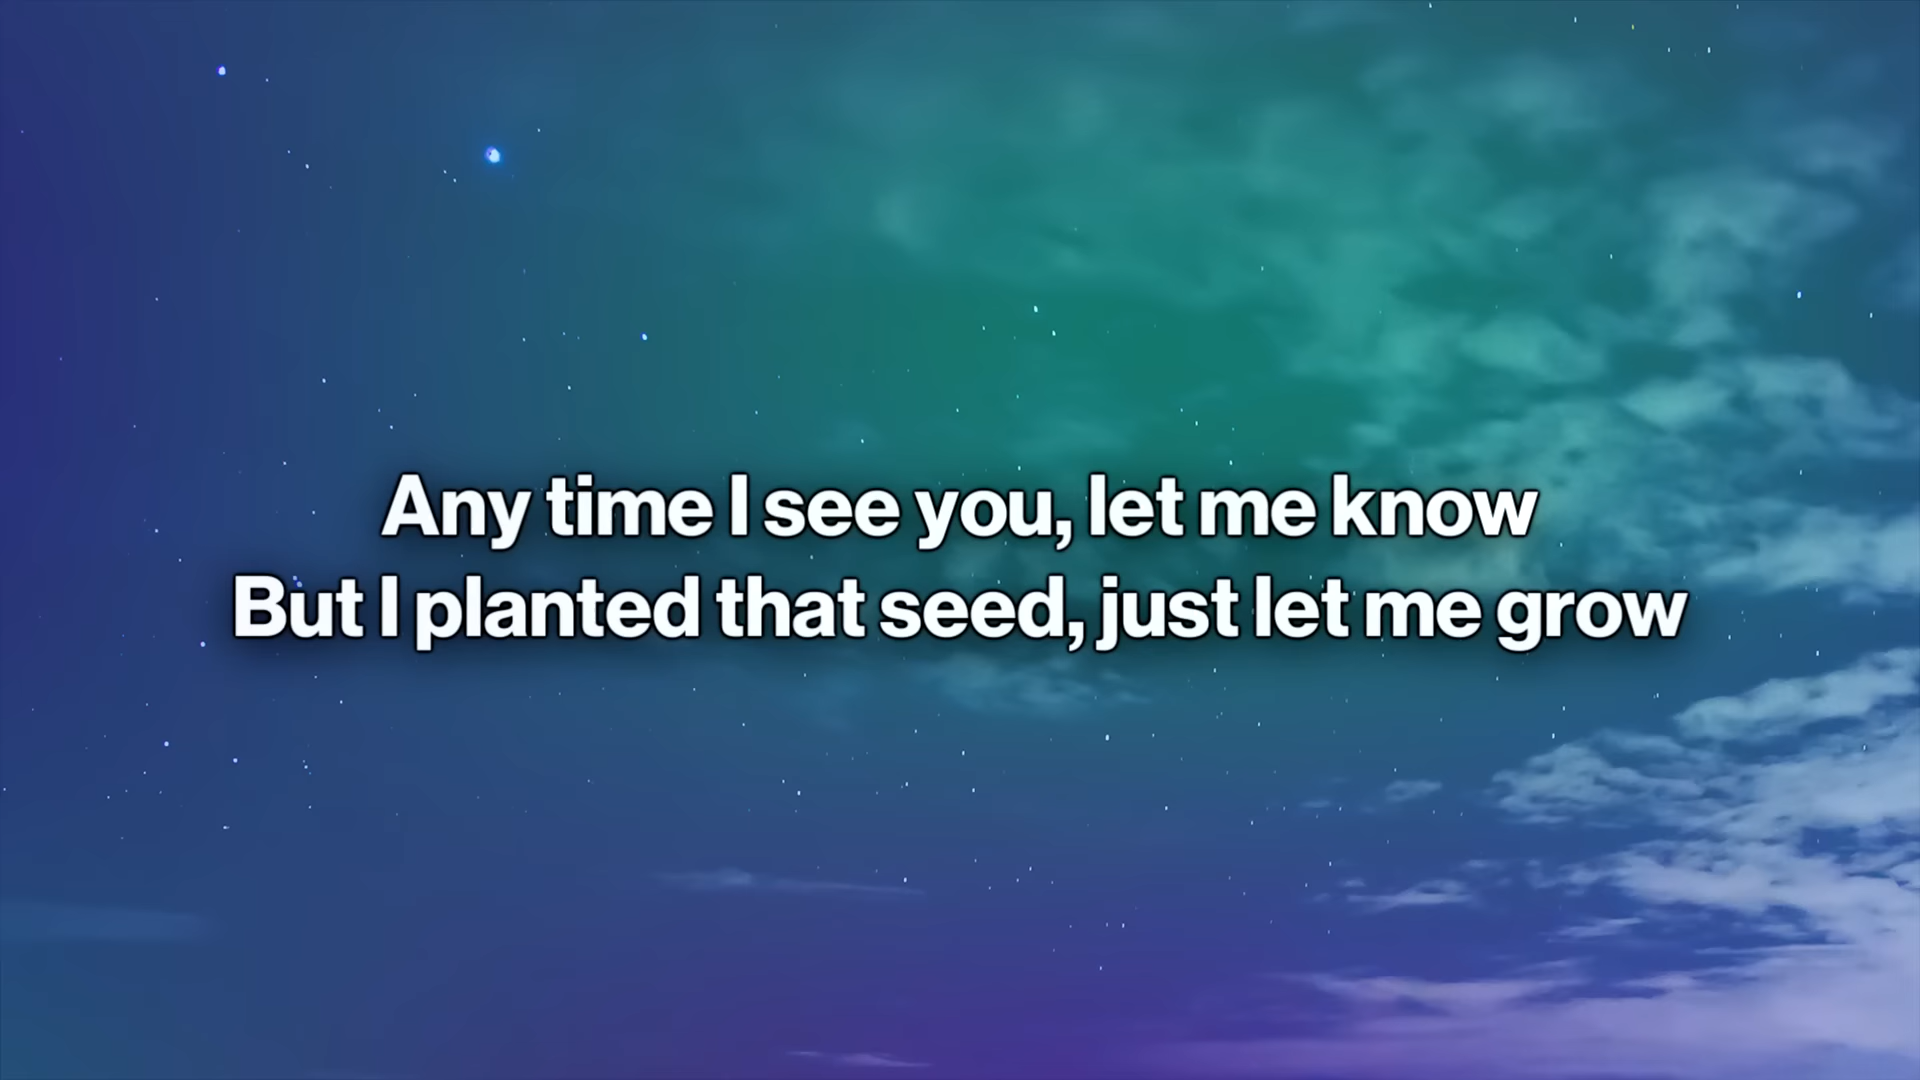 Any time I see you, let me know
But I planted that seed, just let me grow